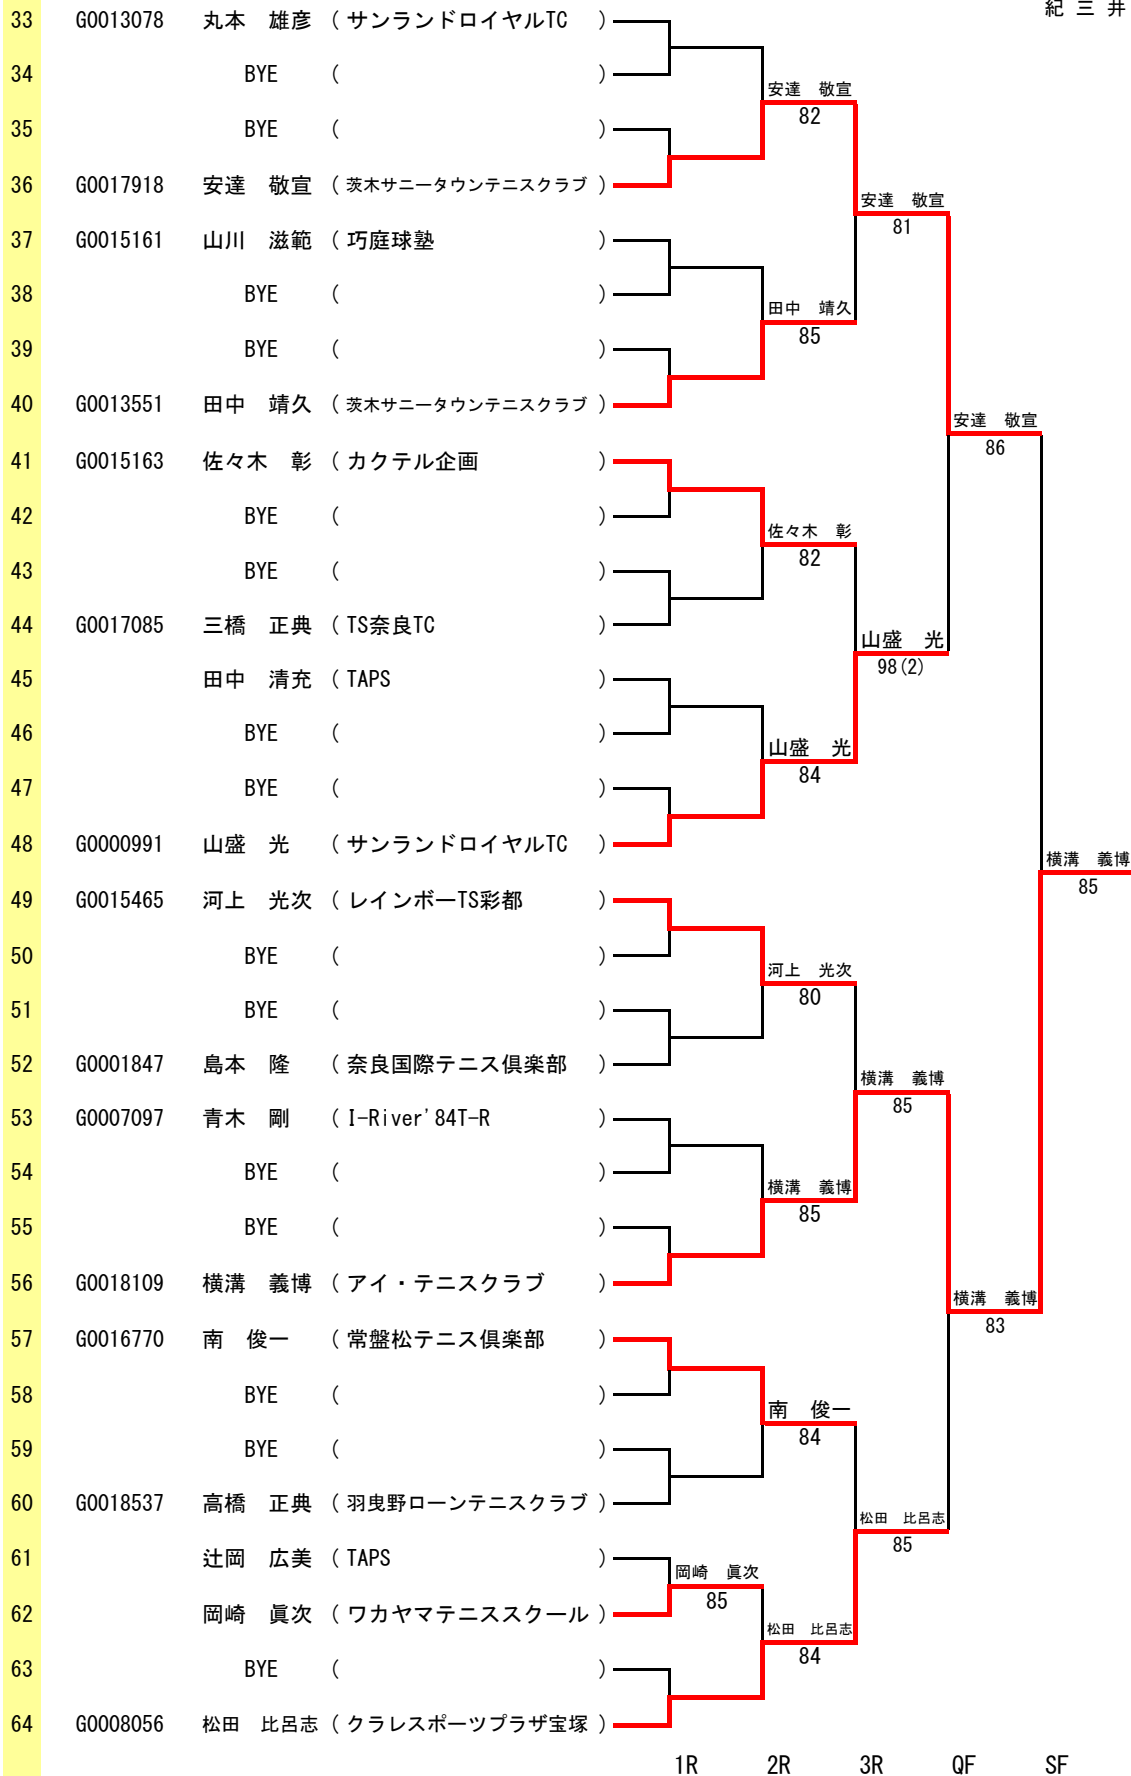 紀 三 井
33 G0013078 丸本　雄彦 ( サンランドロイヤルTC )
34 BYE ( )
安達　敬宣
82
35 BYE ( )
36 G0017918 安達　敬宣 ( 茨木サニータウンテニスクラブ )
安達　敬宣
81
37 G0015161 山川　滋範 ( 巧庭球塾 )
38 BYE ( )
田中　靖久
85
39 BYE ( )
40 G0013551 田中　靖久 ( 茨木サニータウンテニスクラブ )
安達　敬宣
86
41 G0015163 佐々木　彰 ( カクテル企画 )
42 BYE ( )
佐々木　彰
82
43 BYE ( )
44 G0017085 三橋　正典 ( TS奈良TC )
山盛　光
98(2)
45 田中　清充 ( TAPS )
46 BYE ( )
山盛　光
84
47 BYE ( )
48 G0000991 山盛　光 ( サンランドロイヤルTC )
横溝　義博
85
49 G0015465 河上　光次 ( レインボーTS彩都 )
50 BYE ( )
河上　光次
80
51 BYE ( )
52 G0001847 島本　隆 ( 奈良国際テニス倶楽部 )
横溝　義博
85
53 G0007097 青木　剛 ( I-River'84T-R )
54 BYE ( )
横溝　義博
85
55 BYE ( )
56 G0018109 横溝　義博 ( アイ・テニスクラブ )
横溝　義博
83
57 G0016770 南　俊一 ( 常盤松テニス倶楽部 )
58 BYE ( )
南　俊一
84
59 BYE ( )
60 G0018537 高橋　正典 ( 羽曳野ローンテニスクラブ )
松田　比呂志
85
61 辻岡　広美 ( TAPS )
岡崎　眞次
85
62 岡崎　眞次 ( ワカヤマテニススクール )
松田　比呂志
84
63 BYE ( )
64 G0008056 松田　比呂志 ( クラレスポーツプラザ宝塚 )
1R 2R 3R QF SF